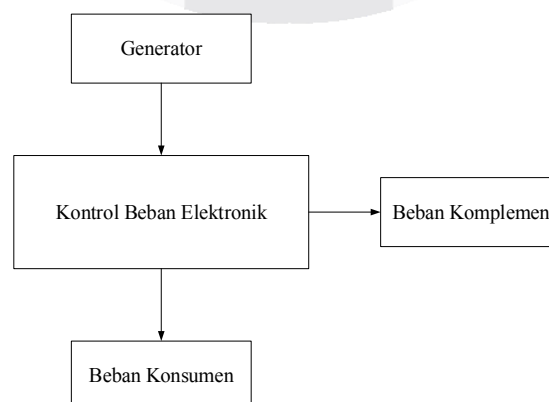 Generator
Kontrol Beban Elektronik
Beban Komplemen
Beban Konsumen